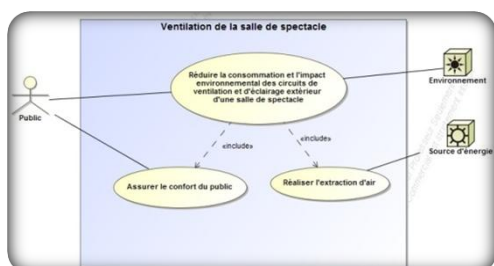 Ventilation de la salle de spectacle
Réduire la consommation et l'impact
environnemental des circuits de
ventilation et d'éclairage extérieur
d'une salle de spectacle
Environnement
Public
«include»
«include»
Source d'énergie
Assurer le confort du public
Réaliser l'extraction d'air